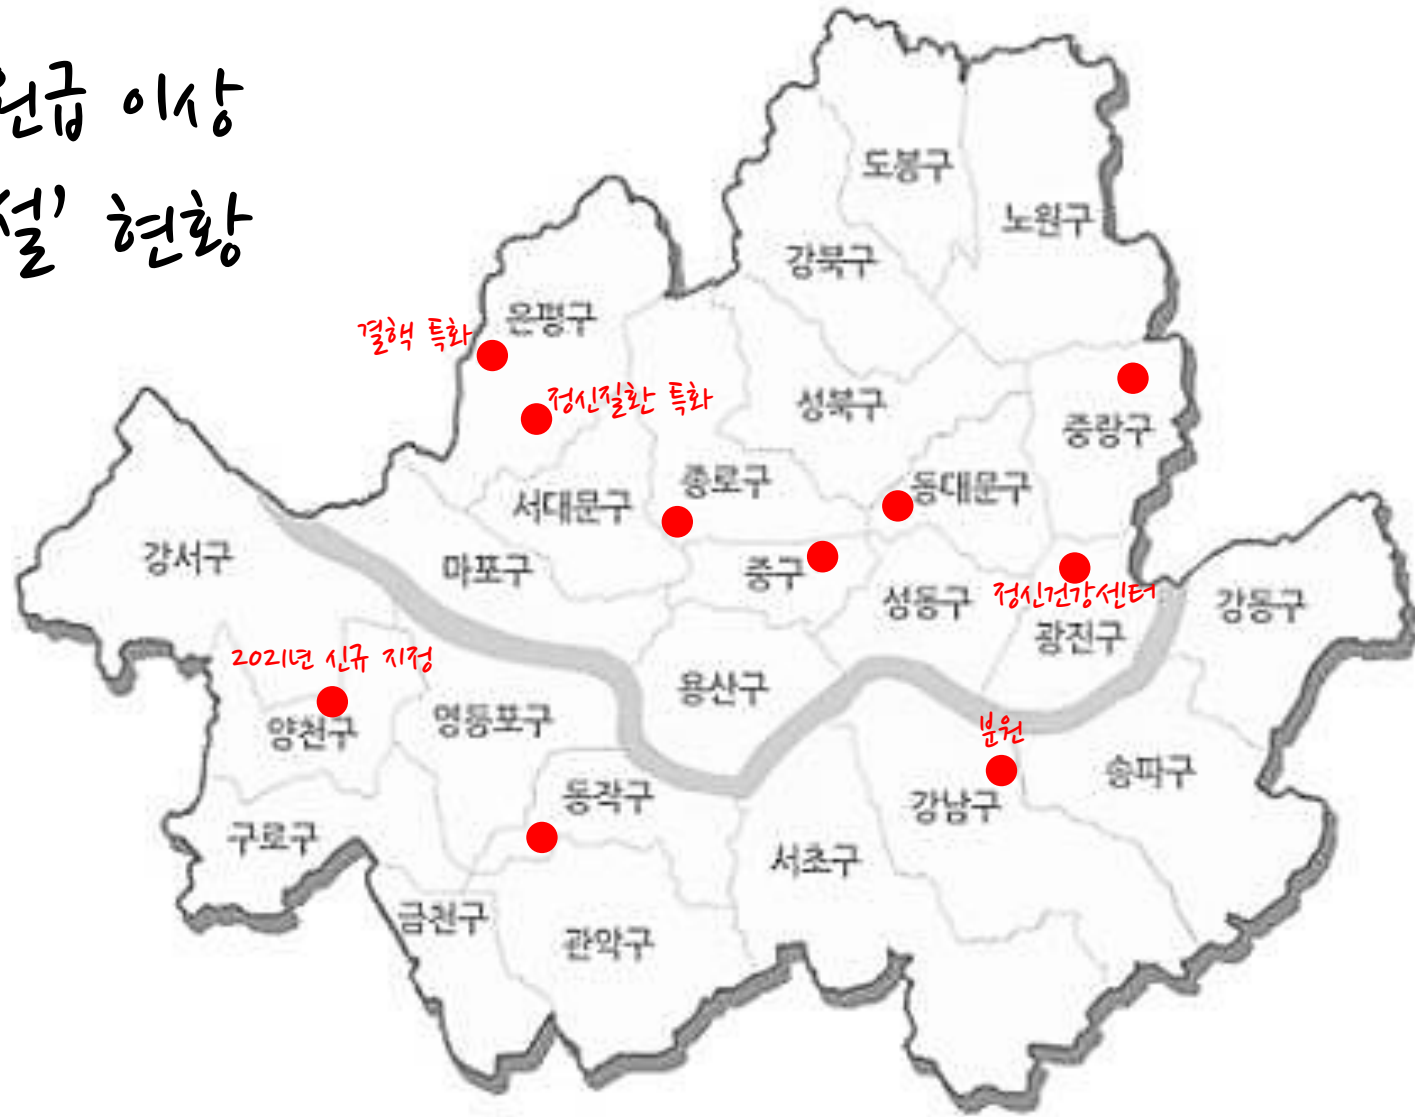 원급 이상
설' 현황
도봉구
노원구
강북구
은평구
결핵 특화
정신질환 특화
성북구
중랑구
종로구
동대문구
서대문구
강서구
마포구
중구
성동구
정신건강센터
강동구
광진구
2021년 신규 지정
용산구
양천구
영등포구
분원
송파구
동작구
강남구
구로구
서초구
금천구
관악구